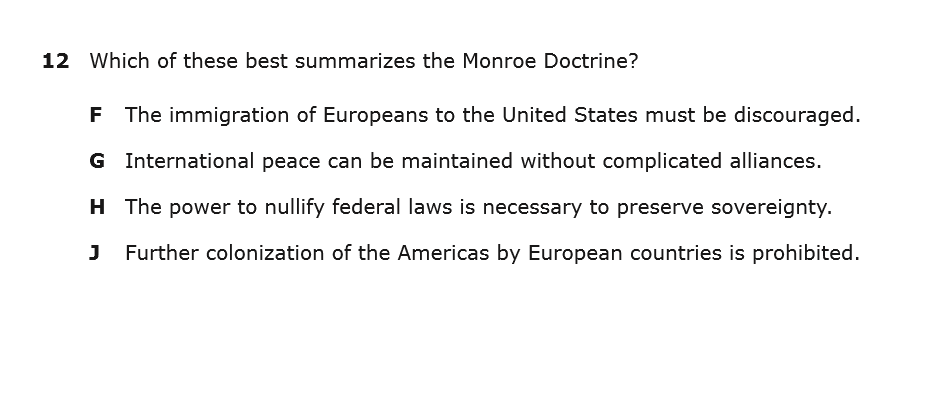 12 Which of these best summarizes the Monroe Doctrine?
F The immigration of Europeans to the United States must be discouraged.
G International peace can be maintained without complicated alliances.
H The power to nullify federal laws is necessary to preserve sovereignty.
J Further colonization of the Americas by European countries is prohibited.